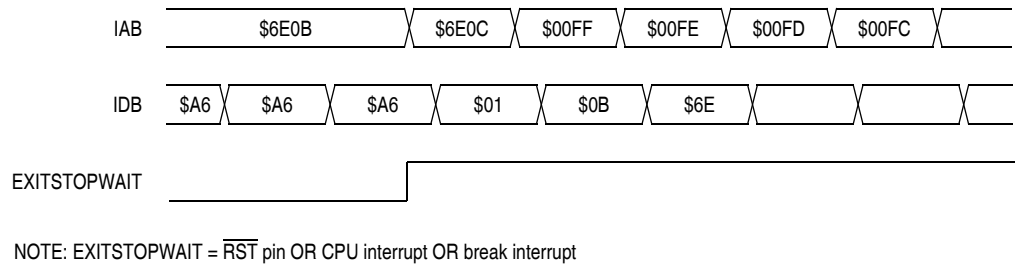 IAB $6E0B $6E0C $00FF $00FE $00FD $00FC
IDB $A6 $A6 $A6 $01 $0B $6E
EXITSTOPWAIT
NOTE: EXITSTOPWAIT = RST pin OR CPU interrupt OR break interrupt